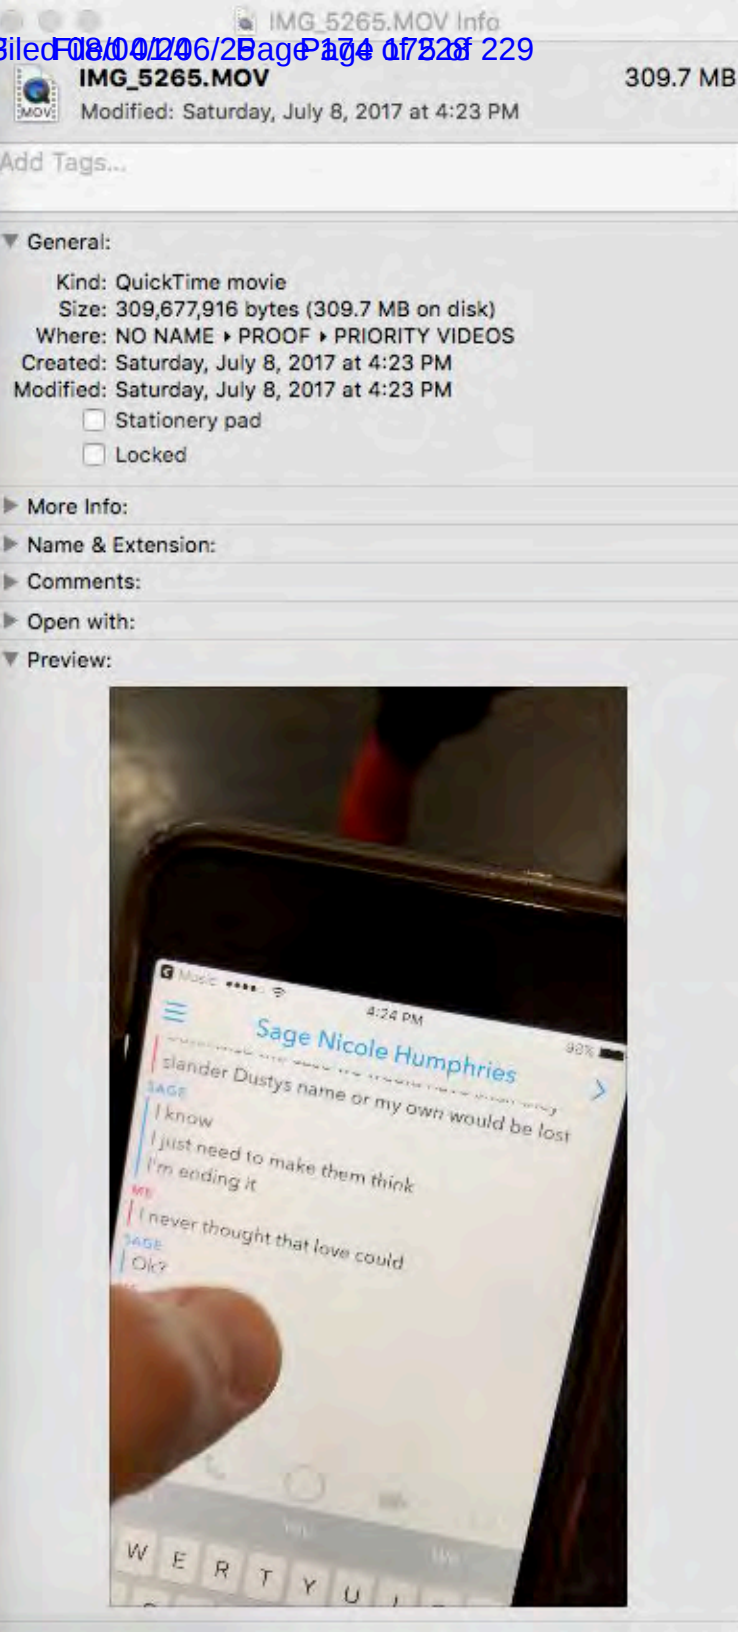 IMG_5265.MOV Info
IMG_5265.MOV
309.7 MB
Modified: Saturday, July 8, 2017 at 4:23 PM
Add Tags...
General:
Kind: QuickTime movie
Size: 309,677,916 bytes (309.7 MB on disk)
Where: NO NAME ▸ PROOF ▸ PRIORITY VIDEOS
Created: Saturday, July 8, 2017 at 4:23 PM
Modified: Saturday, July 8, 2017 at 4:23 PM
Stationery pad
Locked
More Info:
Name & Extension:
Comments:
Open with:
Preview:
Music
4:24 PM
Sage Nicole Humphries
slander Dustys name or my own would be lost
SAGE
I know
I just need to make them think
I'm ending it
ME
I never thought that love could
SAGE
Ok?
W E R T Y U
MOV
Page
of
229